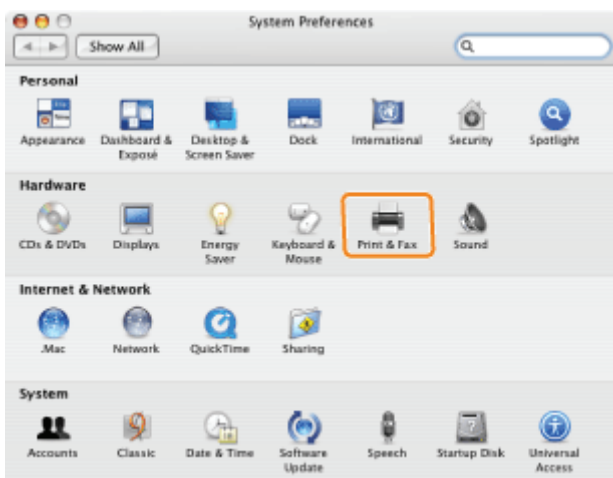 System Preferences
Show All
Personal
Appearance
Dashboard &
Exposé
Desktop &
Screen Saver
Dock
International
Security
Spotlight
Hardware
CDs & DVDs
Displays
Energy
Saver
Keyboard &
Mouse
Print & Fax
Sound
Internet & Network
.Mac
Network
QuickTime
Sharing
System
Accounts
Classic
Date & Time
Software
Update
Speech
Startup Disk
Universal
Access